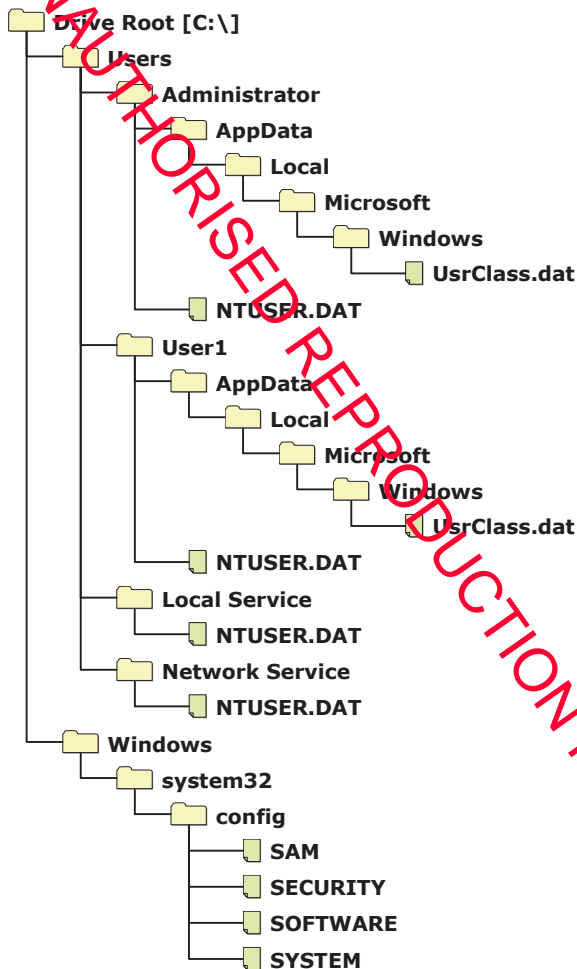 Drive Root [C:\]
Users
Administrator
AppData
Local
Microsoft
Windows
UsrClass.dat
NTUSER.DAT
User1
AppData
Local
Microsoft
Windows
UsrClass.dat
NTUSER.DAT
Local Service
NTUSER.DAT
Network Service
NTUSER.DAT
Windows
system32
config
SAM
SECURITY
SOFTWARE
SYSTEM
AUTHORISED REPRODUCTION